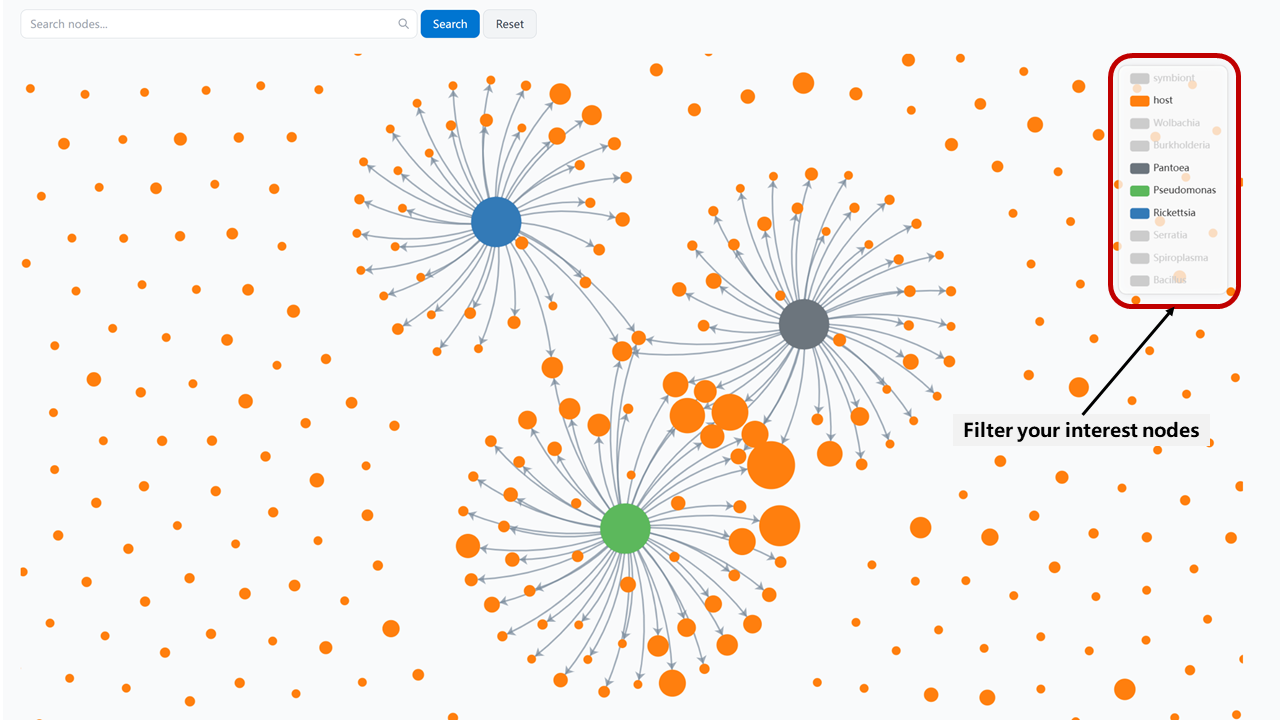 Search nodes...
Search
Reset
symbiont
host
Wolbachia
Burkholderia
Pantoea
Pseudomonas
Rickettsia
Serratia
Spiroplasma
Bacillus
Filter your interest nodes